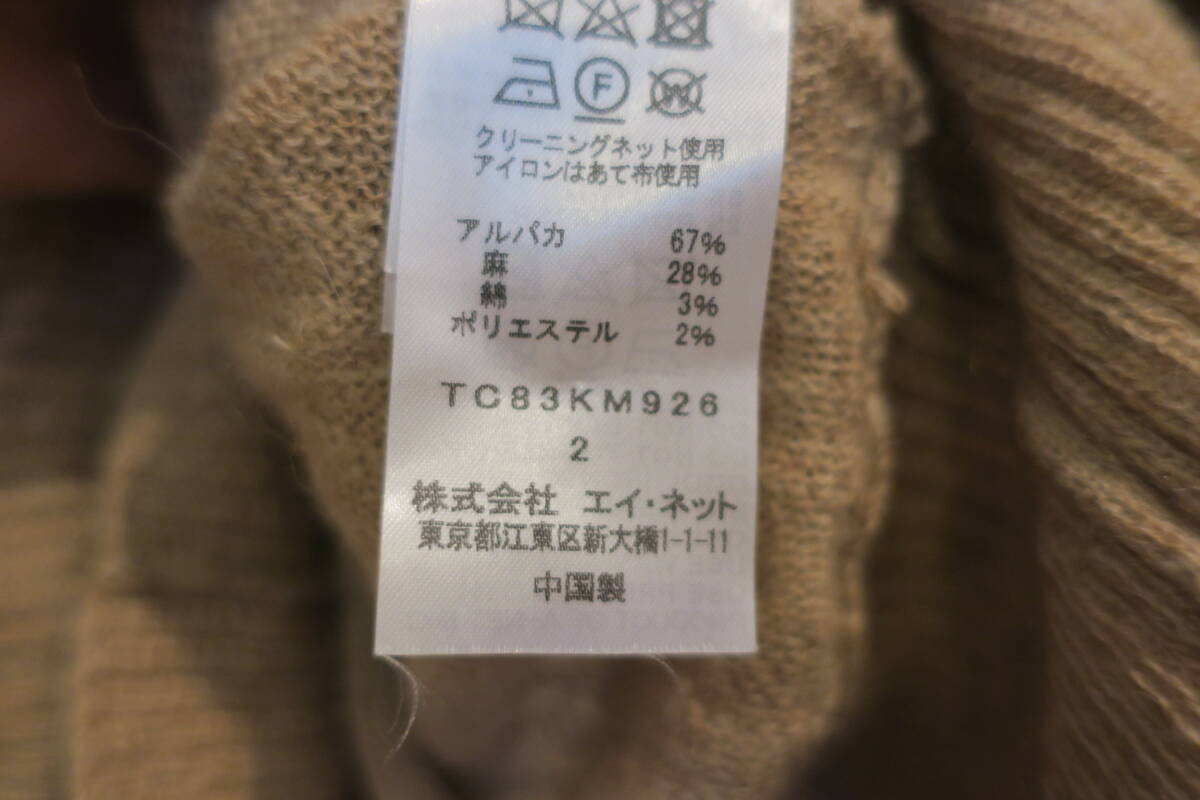 F W
クリーニングネット使用
アイロンはあて布使用
アルパカ 67%
麻 28%
綿 3%
ポリエステル 2%
TC83KM926
2
株式会社 エイ・ネット
東京都江東区新大橋1-1-11
中国製